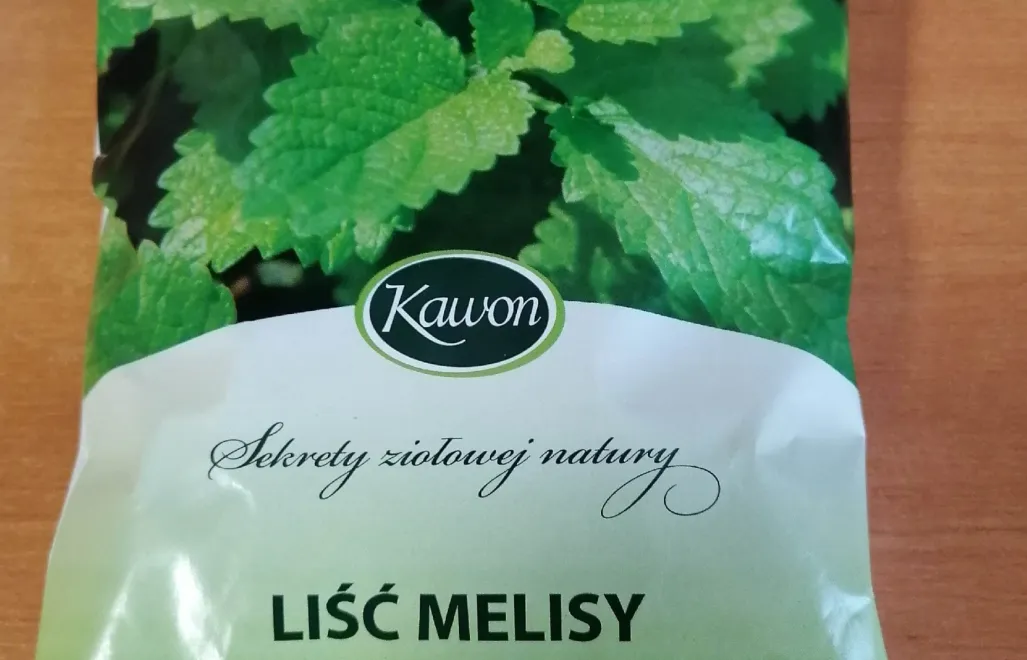 Kawon
Sekrety ziołowej natury
LIŚĆ MELISY